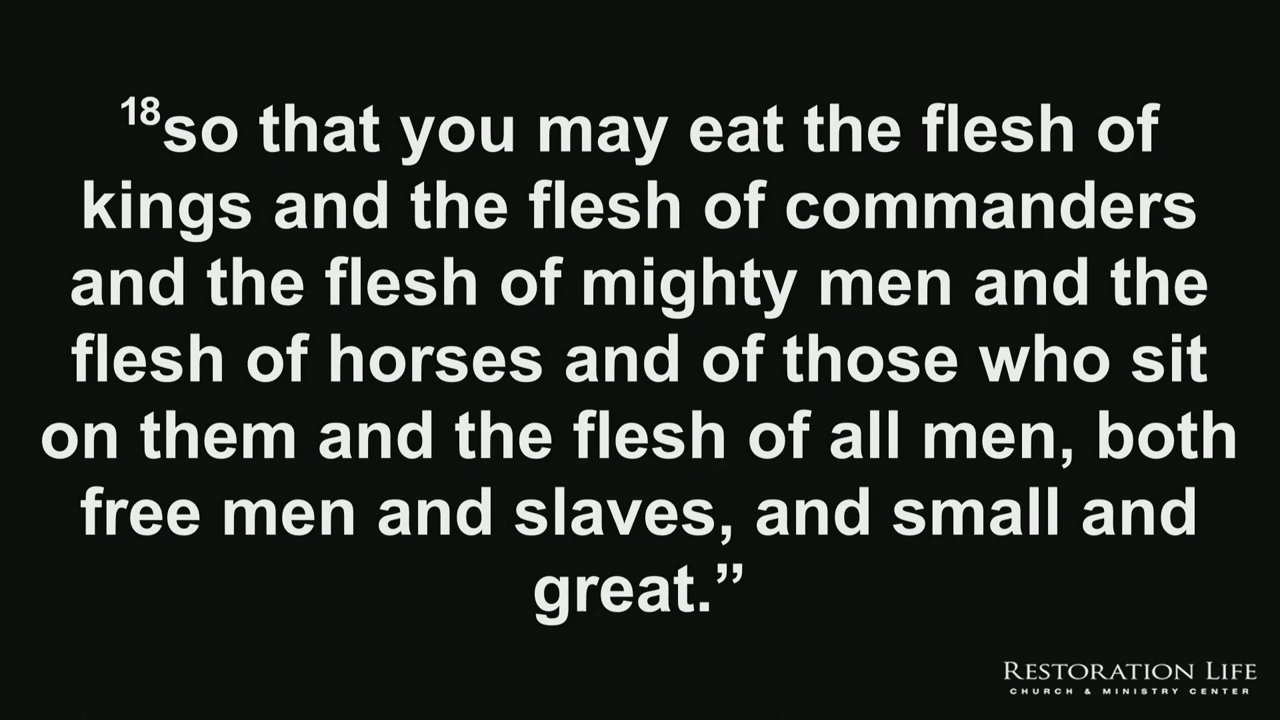 18so that you may eat the flesh of
kings and the flesh of commanders
and the flesh of mighty men and the
flesh of horses and of those who sit
on them and the flesh of all men, both
free men and slaves, and small and
great.”
RESTORATION LIFE
CHURCH & MINISTRY CENTER